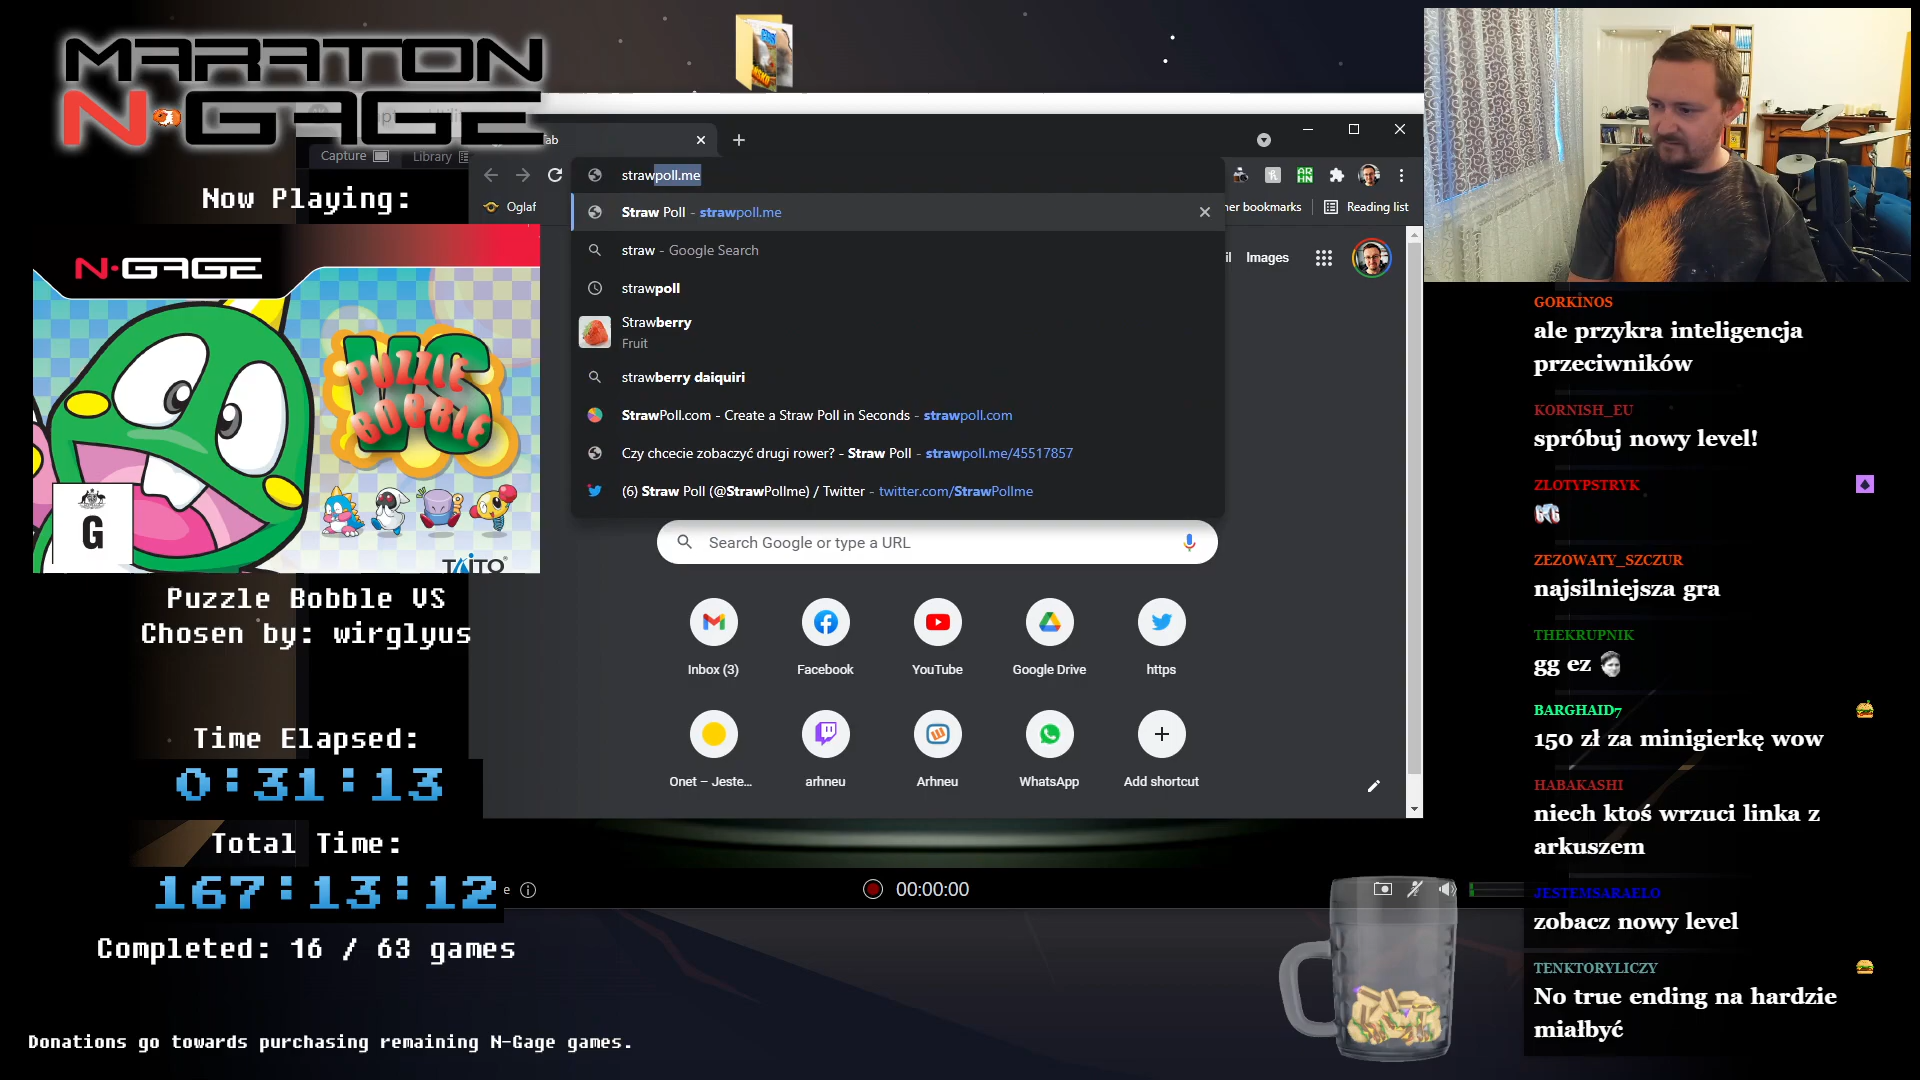 MARATON
N-GAGE
Now Playing:
N-GAGE
VS
PUZZLE
BOBBLE
G
TAITO
Puzzle Bobble VS
Chosen by: wirglyus
Time Elapsed:
0:31:13
Total Time:
167:13:12
Completed: 16 / 63 games
Donations go towards purchasing remaining N-Gage games.
Capture
Library
ab
strawpoll.me
Oglaf
er bookmarks
Reading list
Straw Poll - strawpoll.me
straw - Google Search
strawpoll
Strawberry
Fruit
strawberry daiquiri
StrawPoll.com - Create a Straw Poll in Seconds - strawpoll.com
Czy chcecie zobaczyć drugi rower? - Straw Poll - strawpoll.me/45517857
(6) Straw Poll (@StrawPollme) / Twitter - twitter.com/StrawPollme
il Images
Search Google or type a URL
Inbox (3)
Facebook
YouTube
Google Drive
https
Onet – Jeste...
arhneu
Arhneu
WhatsApp
Add shortcut
00:00:00
GORKINOS
ale przykra inteligencja
przeciwników
KORNISH_EU
spróbuj nowy level!
ZLOTYPSTRYK
GG
ZEZOWATY_SZCZUR
najsilniejsza gra
THEKRUPNIK
gg ez
BARGHAID7
150 zł za minigierkę wow
HABAKASHI
niech ktoś wrzuci linka z
arkuszem
JESTEMSARAELO
zobacz nowy level
TENKTORYLICZY
No true ending na hardzie
miałbyć